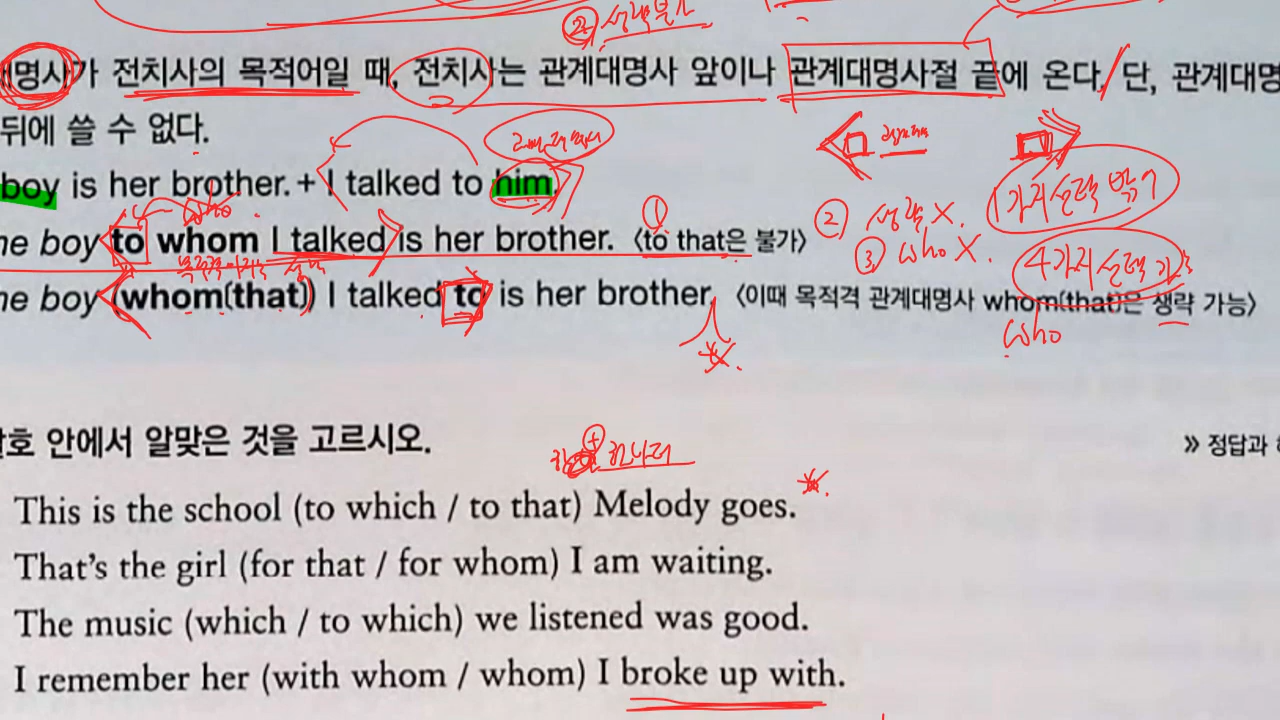 ② 생략불가
명사가 전치사의 목적어일 때, 전치사는 관계대명사 앞이나 관계대명사절 끝에 온다, 단, 관계대명
뒤에 쓸 수 없다.
boy is her brother. + I talked to him.
1가지 선택 밖에
① ② 생략 X.
he boy to whom I talked is her brother. 〈to that은 불가〉
③ who X.
4가지 선택
he boy (whom(that)) I talked to is her brother. 〈이때 목적격 관계대명사 whom(that)은 생략 가능〉
who
괄호 안에서 알맞은 것을 고르시오.
» 정답과
This is the school (to which / to that) Melody goes.
That's the girl (for that / for whom) I am waiting.
The music (which / to which) we listened was good.
I remember her (with whom / whom) I broke up with.